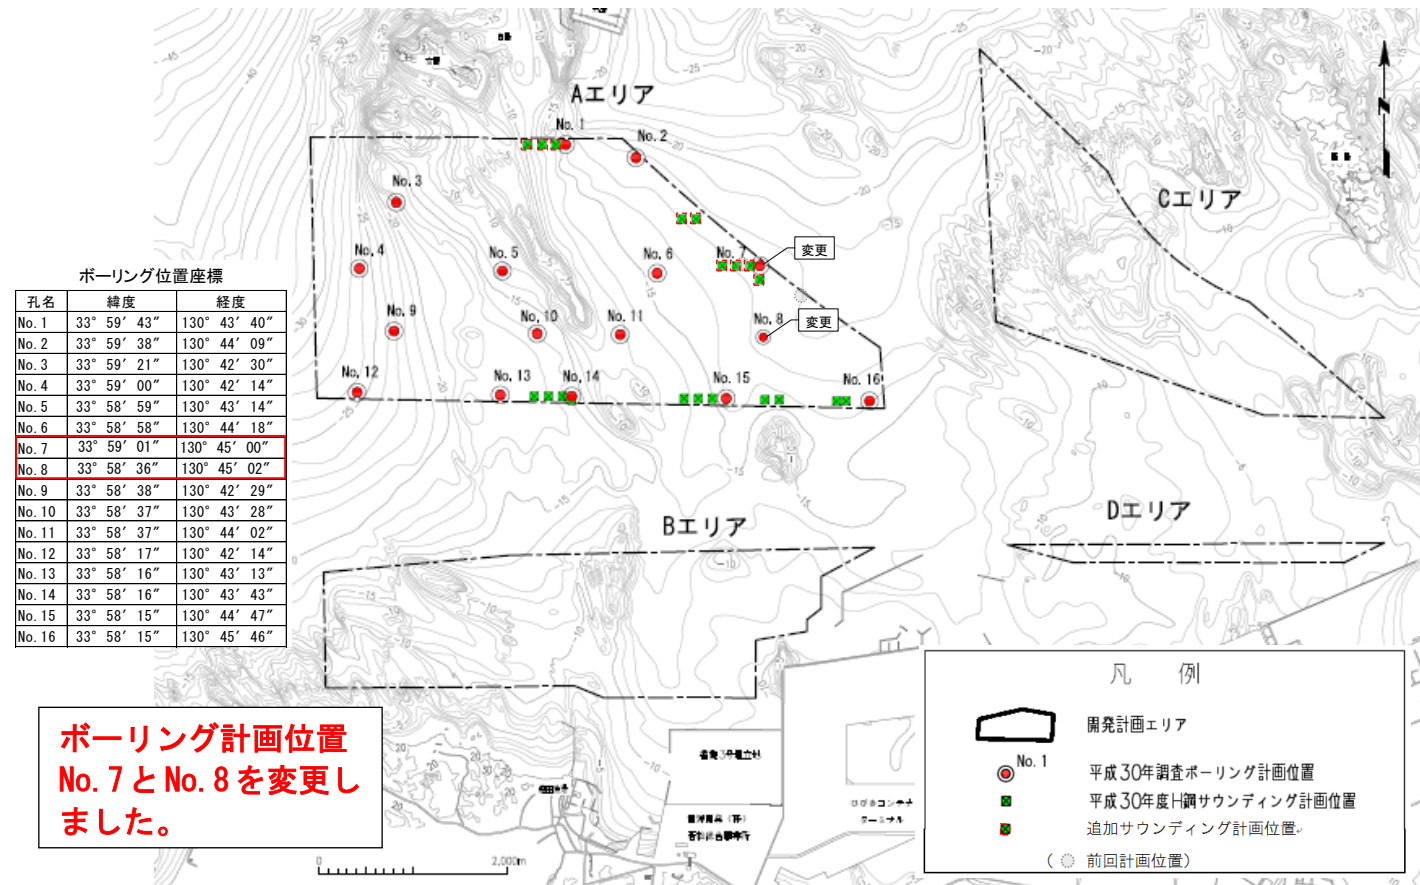 Aエリア
No. 1
No. 2
No. 3
No. 4
No. 5
No. 6
No. 7
変更
No. 8
変更
No. 9
No. 10
No. 11
No. 12
No. 13
No. 14
No. 15
No. 16
Bエリア
Cエリア
Dエリア
N
ボーリング位置座標
孔名 緯度 経度
No. 1 33° 59′ 43″ 130° 43′ 40″
No. 2 33° 59′ 38″ 130° 44′ 09″
No. 3 33° 59′ 21″ 130° 42′ 30″
No. 4 33° 59′ 00″ 130° 42′ 14″
No. 5 33° 58′ 59″ 130° 43′ 14″
No. 6 33° 58′ 58″ 130° 44′ 18″
No. 7 33° 59′ 01″ 130° 45′ 00″
No. 8 33° 58′ 36″ 130° 45′ 02″
No. 9 33° 58′ 38″ 130° 42′ 29″
No. 10 33° 58′ 37″ 130° 43′ 28″
No. 11 33° 58′ 37″ 130° 44′ 02″
No. 12 33° 58′ 17″ 130° 42′ 14″
No. 13 33° 58′ 16″ 130° 43′ 13″
No. 14 33° 58′ 16″ 130° 43′ 43″
No. 15 33° 58′ 15″ 130° 44′ 47″
No. 16 33° 58′ 15″ 130° 45′ 46″
ボーリング計画位置
No. 7とNo. 8を変更し
ました。
0 2,000m
ひびきコンテナ
ターミナル
凡 例
開発計画エリア
No. 1
平成30年調査ボーリング計画位置
平成30年度H鋼サウンディング計画位置
追加サウンディング計画位置
( 前回計画位置)